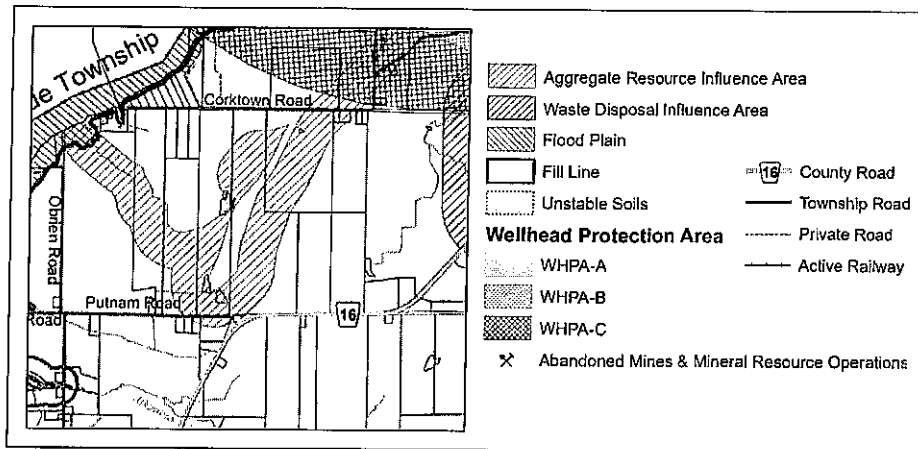 de Township
Corktown Road
Obrien Road
Putnam Road
Road
16
Aggregate Resource Influence Area
Waste Disposal Influence Area
Flood Plain
Fill Line
Unstable Soils
Wellhead Protection Area
WHPA-A
WHPA-B
WHPA-C
Abandoned Mines & Mineral Resource Operations
16 County Road
Township Road
Private Road
Active Railway